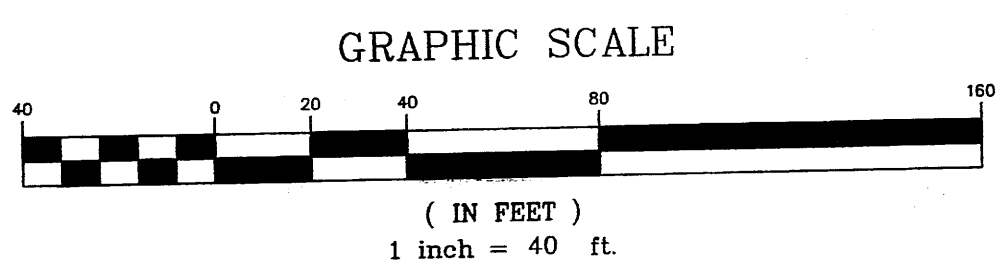 GRAPHIC SCALE
40 0 20 40 80 160
( IN FEET )
1 inch = 40 ft.